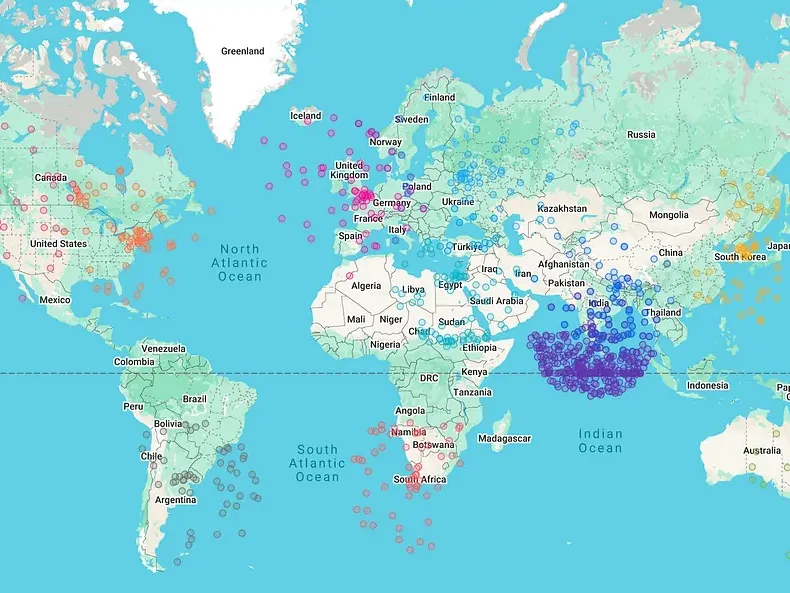 Greenland
Iceland
Finland
Sweden
Norway
Russia
Canada
United
Kingdom
Poland
Germany
Ukraine
France
Kazakhstan
Mongolia
United States
North
Atlantic
Ocean
Spain
Italy
Türkiye
China
South Korea
Japa
Afghanistan
Iraq
Iran
Pakistan
Mexico
Algeria
Libya
Egypt
Saudi Arabia
India
Thailand
Mali
Niger
Chad
Sudan
Nigeria
Ethiopia
Venezuela
Colombia
DRC
Kenya
Indonesia
Pap
Tanzania
Peru
Brazil
Angola
Bolivia
Namibia
Botswana
Madagascar
Indian
Ocean
Chile
South
Atlantic
Ocean
Australia
South Africa
Argentina